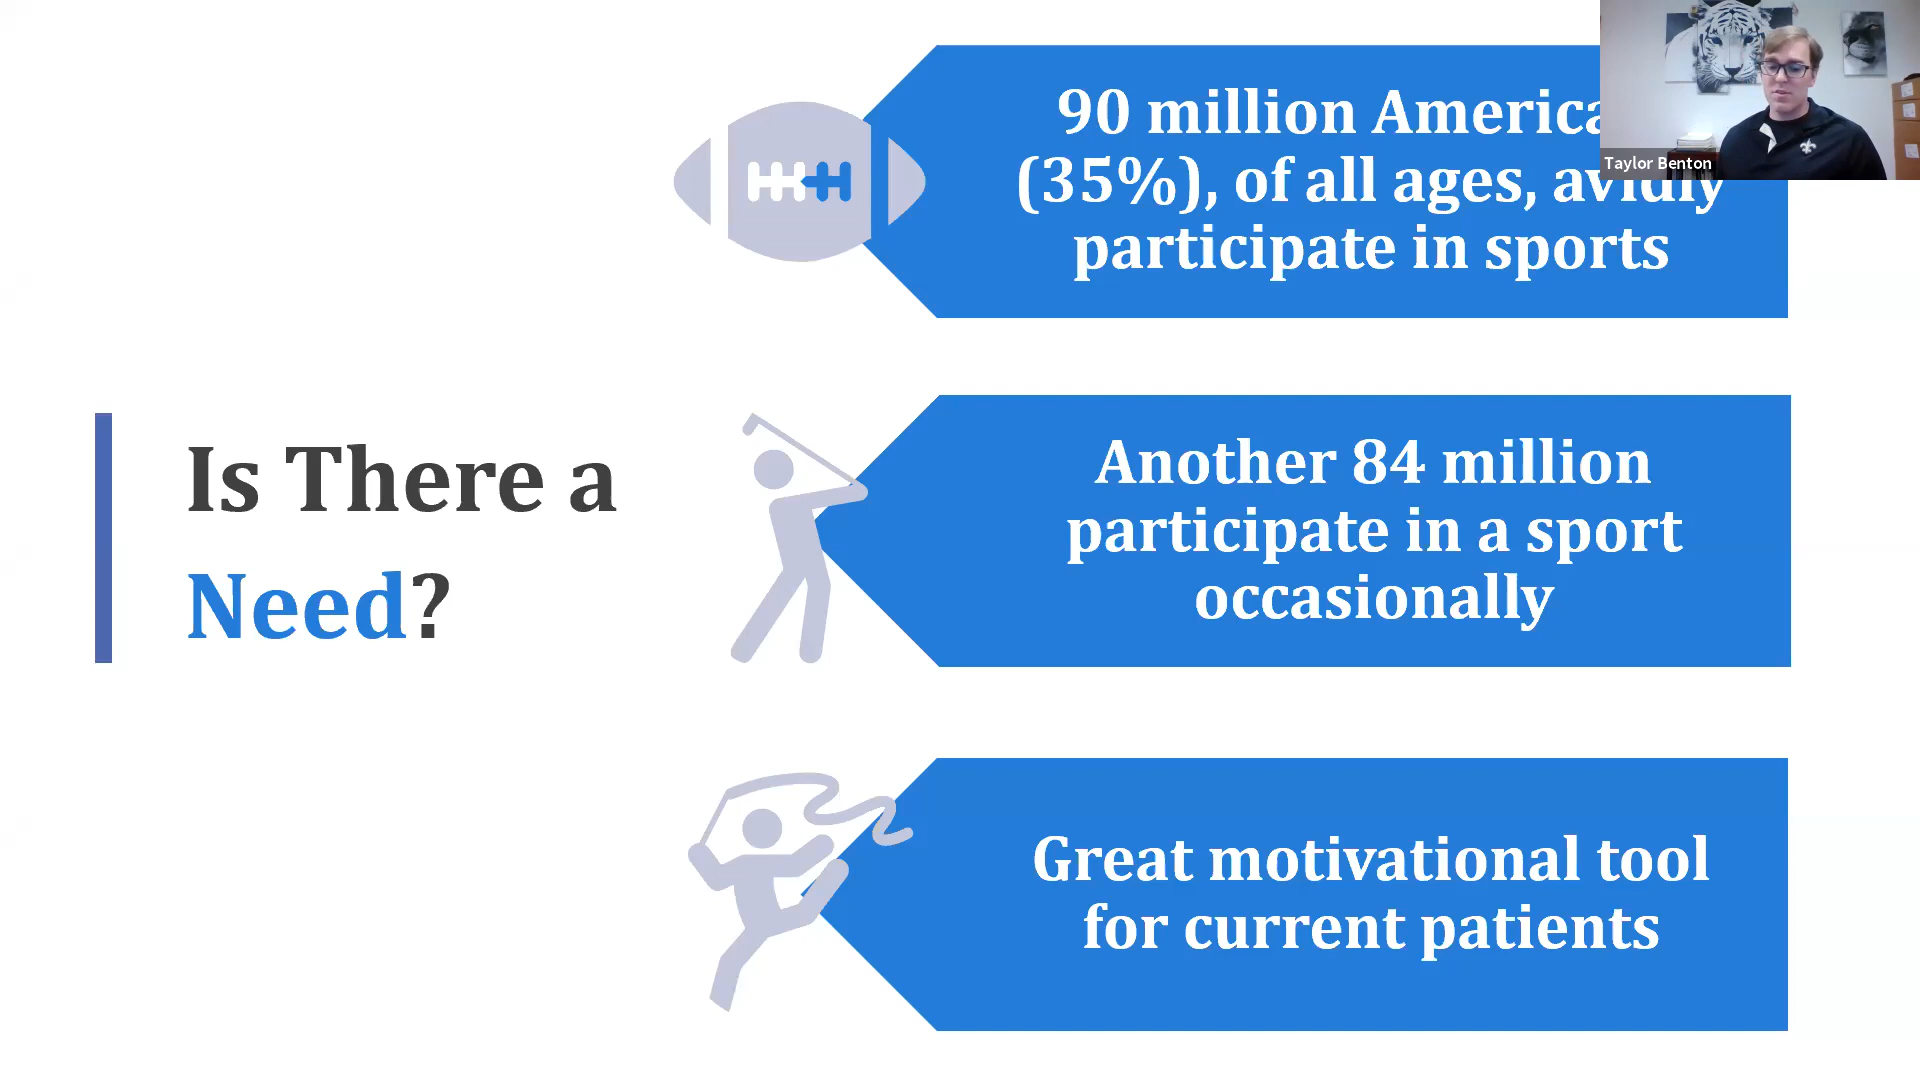 Is There a
Need?
90 million America
(35%), of all ages, avidly
participate in sports
Taylor Benton
Another 84 million
participate in a sport
occasionally
Great motivational tool
for current patients